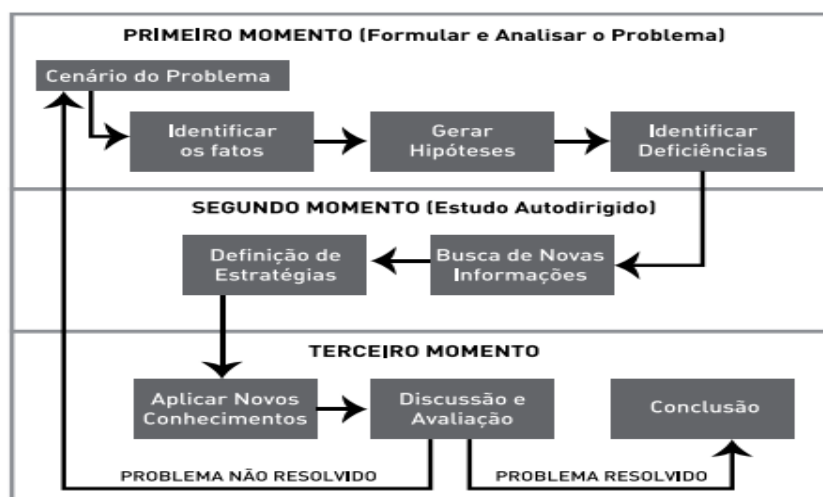 PRIMEIRO MOMENTO (Formular e Analisar o Problema)
Cenário do Problema
Identificar
os fatos
Gerar
Hipóteses
Identificar
Deficiências
SEGUNDO MOMENTO (Estudo Autodirigido)
Definição de
Estratégias
Busca de Novas
Informações
TERCEIRO MOMENTO
Aplicar Novos
Conhecimentos
Discussão e
Avaliação
Conclusão
PROBLEMA NÃO RESOLVIDO
PROBLEMA RESOLVIDO